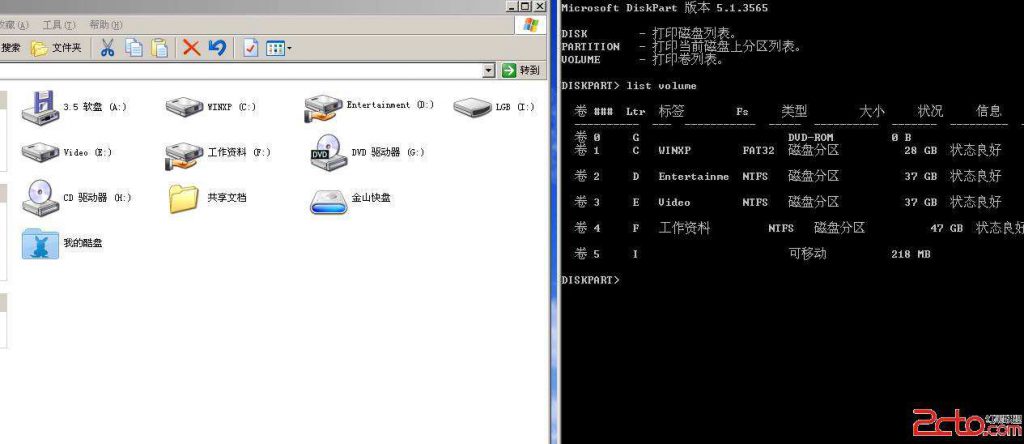 收藏(A) 工具(T) 帮助(H)
搜索 文件夹
转到
3.5 软盘 (A:) WINXP (C:) Entertainment (D:) LGB (I:)
Video (E:) 工作资料 (F:) DVD 驱动器 (G:)
CD 驱动器 (H:) 共享文档 金山快盘
我的酷盘
Microsoft DiskPart 版本 5.1.3565
DISK - 打印磁盘列表。
PARTITION - 打印当前磁盘上分区列表。
VOLUME - 打印卷列表。
DISKPART> list volume
卷 ### Ltr 标签 Fs 类型 大小 状况 信息
---------- --- ----------- ----- ---------- ------- --------- --------
卷 0 G DVD-ROM 0 B
卷 1 C WINXP FAT32 磁盘分区 28 GB 状态良好
卷 2 D Entertainme NTFS 磁盘分区 37 GB 状态良好
卷 3 E Video NTFS 磁盘分区 37 GB 状态良好
卷 4 F 工作资料 NTFS 磁盘分区 47 GB 状态良好
卷 5 I 可移动 218 MB
DISKPART>
2cto.com